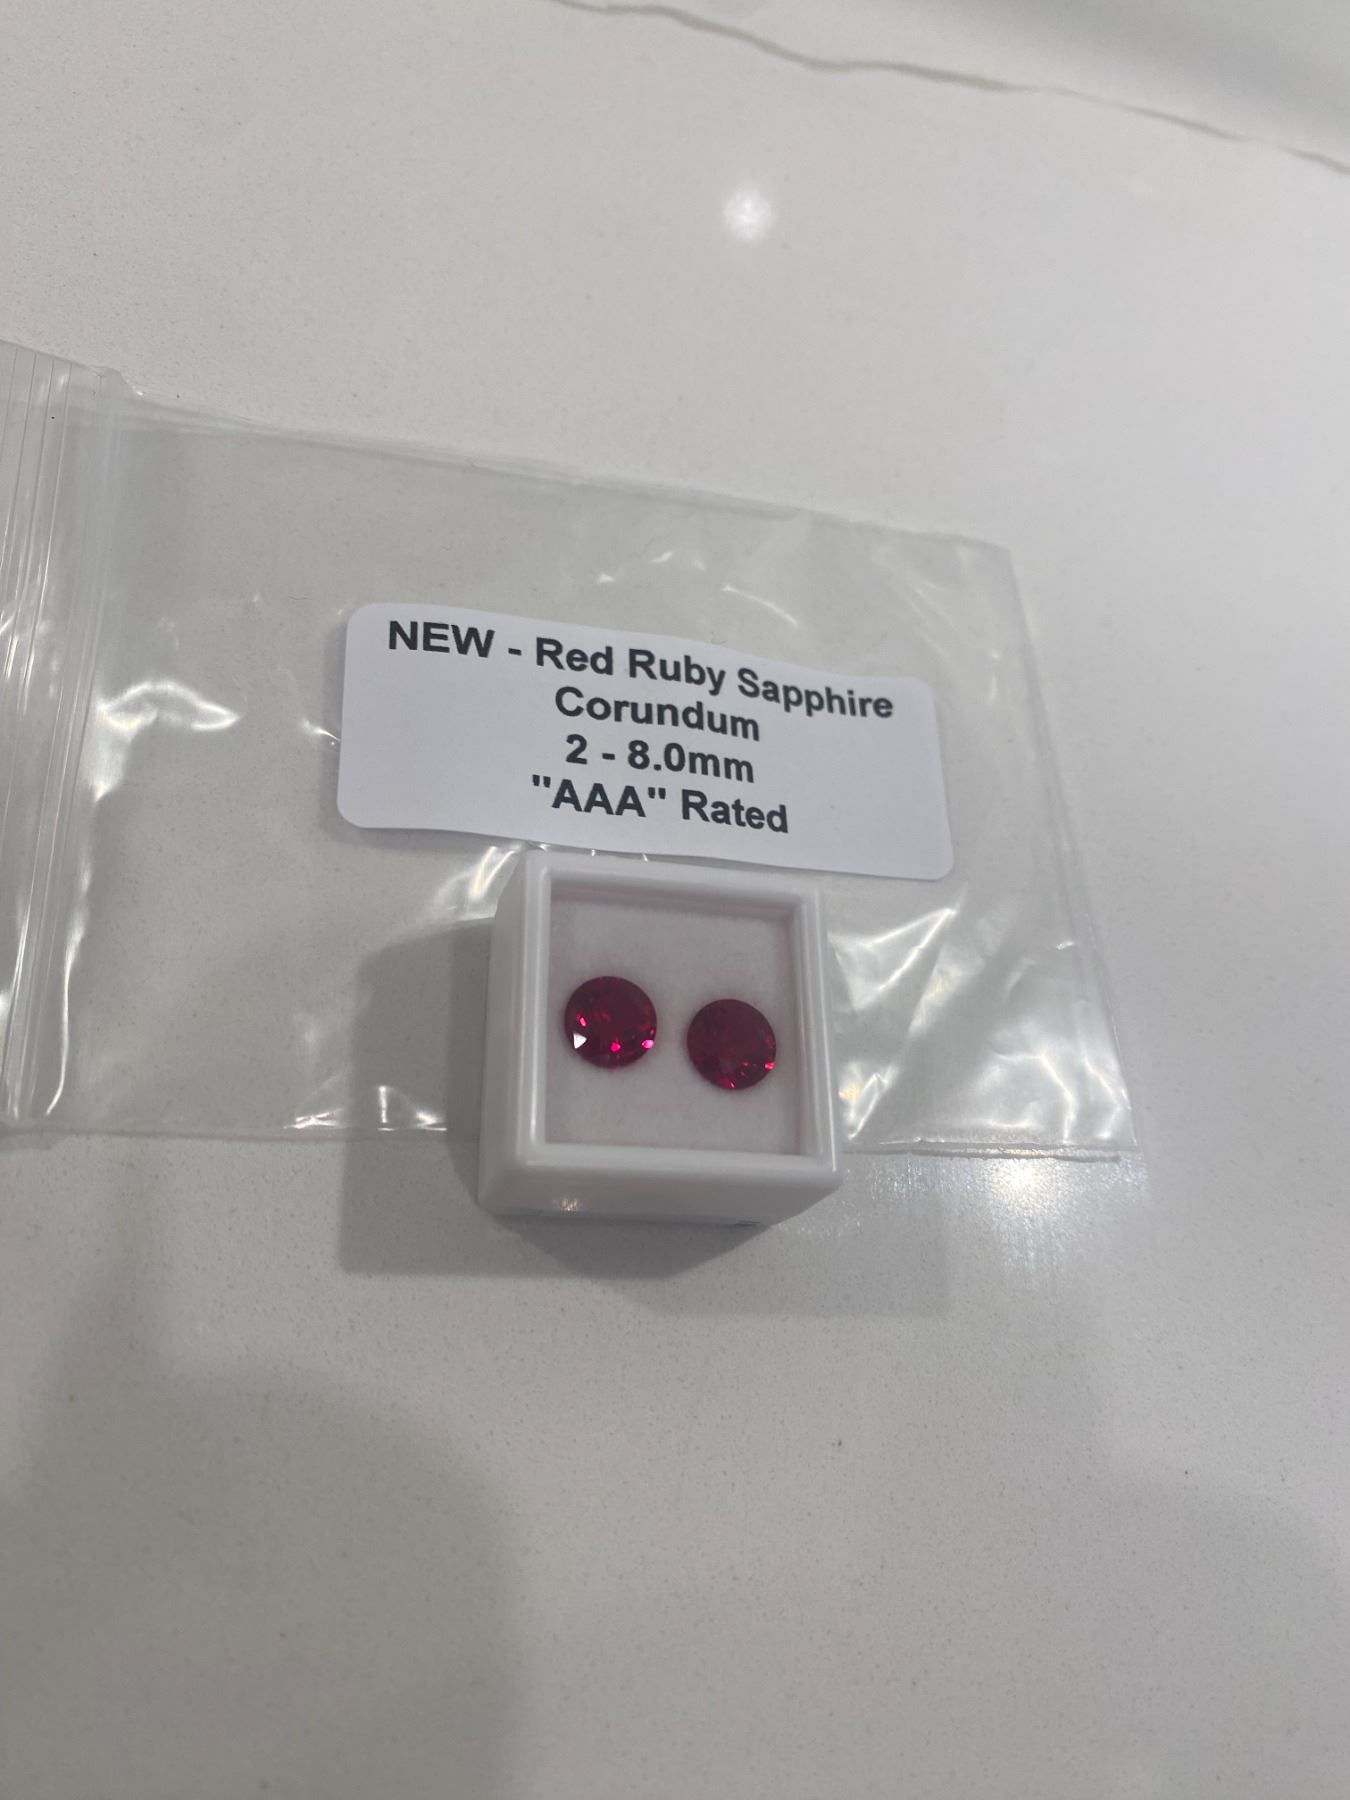 NEW - Red Ruby Sapphire
Corundum
2 - 8.0mm
"AAA" Rated